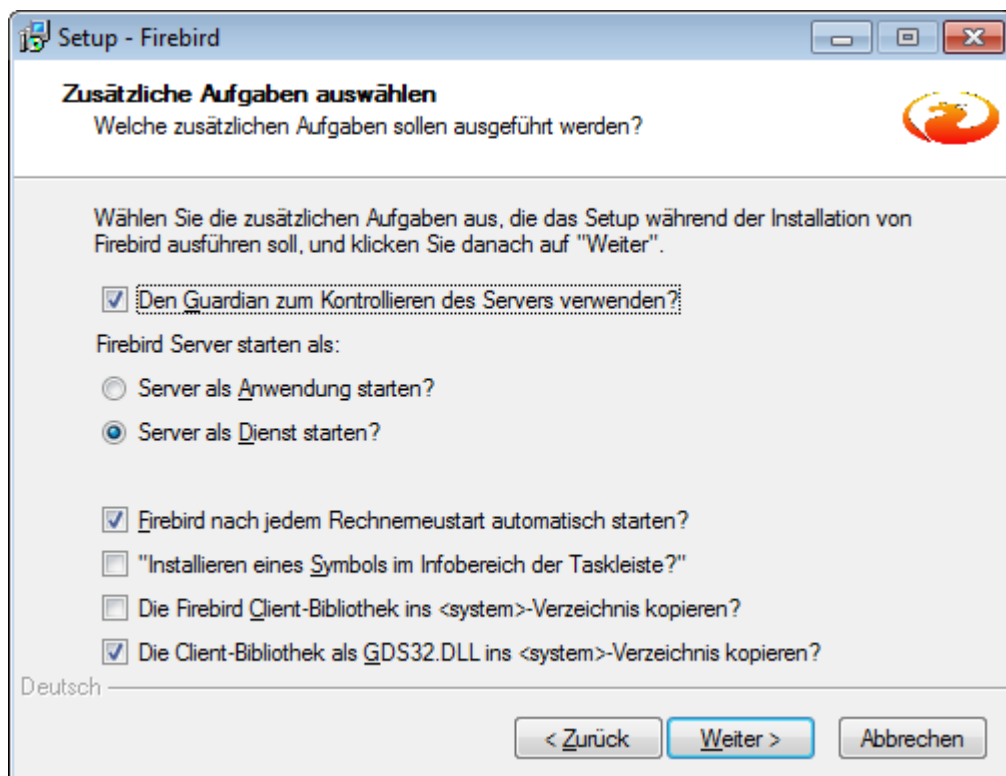 Setup - Firebird
Zusätzliche Aufgaben auswählen
Welche zusätzlichen Aufgaben sollen ausgeführt werden?
Wählen Sie die zusätzlichen Aufgaben aus, die das Setup während der Installation von
Firebird ausführen soll, und klicken Sie danach auf "Weiter".
Den Guardian zum Kontrollieren des Servers verwenden?
Firebird Server starten als:
Server als Anwendung starten?
Server als Dienst starten?
Firebird nach jedem Rechnerneustart automatisch starten?
"Installieren eines Symbols im Infobereich der Taskleiste?"
Die Firebird Client-Bibliothek ins <system>-Verzeichnis kopieren?
Die Client-Bibliothek als GDS32.DLL ins <system>-Verzeichnis kopieren?
Deutsch
< Zurück
Weiter >
Abbrechen